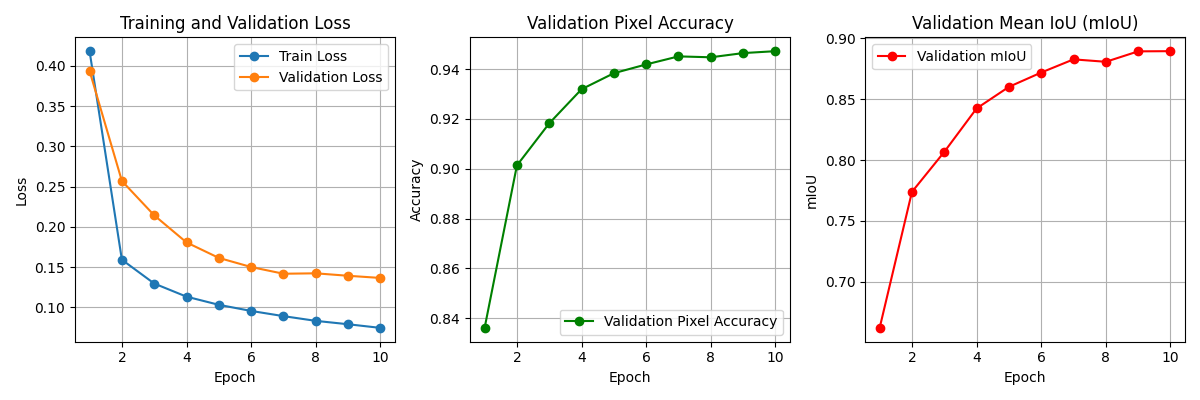 Training and Validation Loss
Train Loss
Validation Loss
0.40
0.35
0.30
0.25
0.20
0.15
0.10
Loss
2 4 6 8 10
Epoch
Validation Pixel Accuracy
0.94
0.92
0.90
0.88
0.86
0.84
Accuracy
Validation Pixel Accuracy
2 4 6 8 10
Epoch
Validation Mean IoU (mIoU)
Validation mIoU
0.90
0.85
0.80
0.75
0.70
mIoU
2 4 6 8 10
Epoch